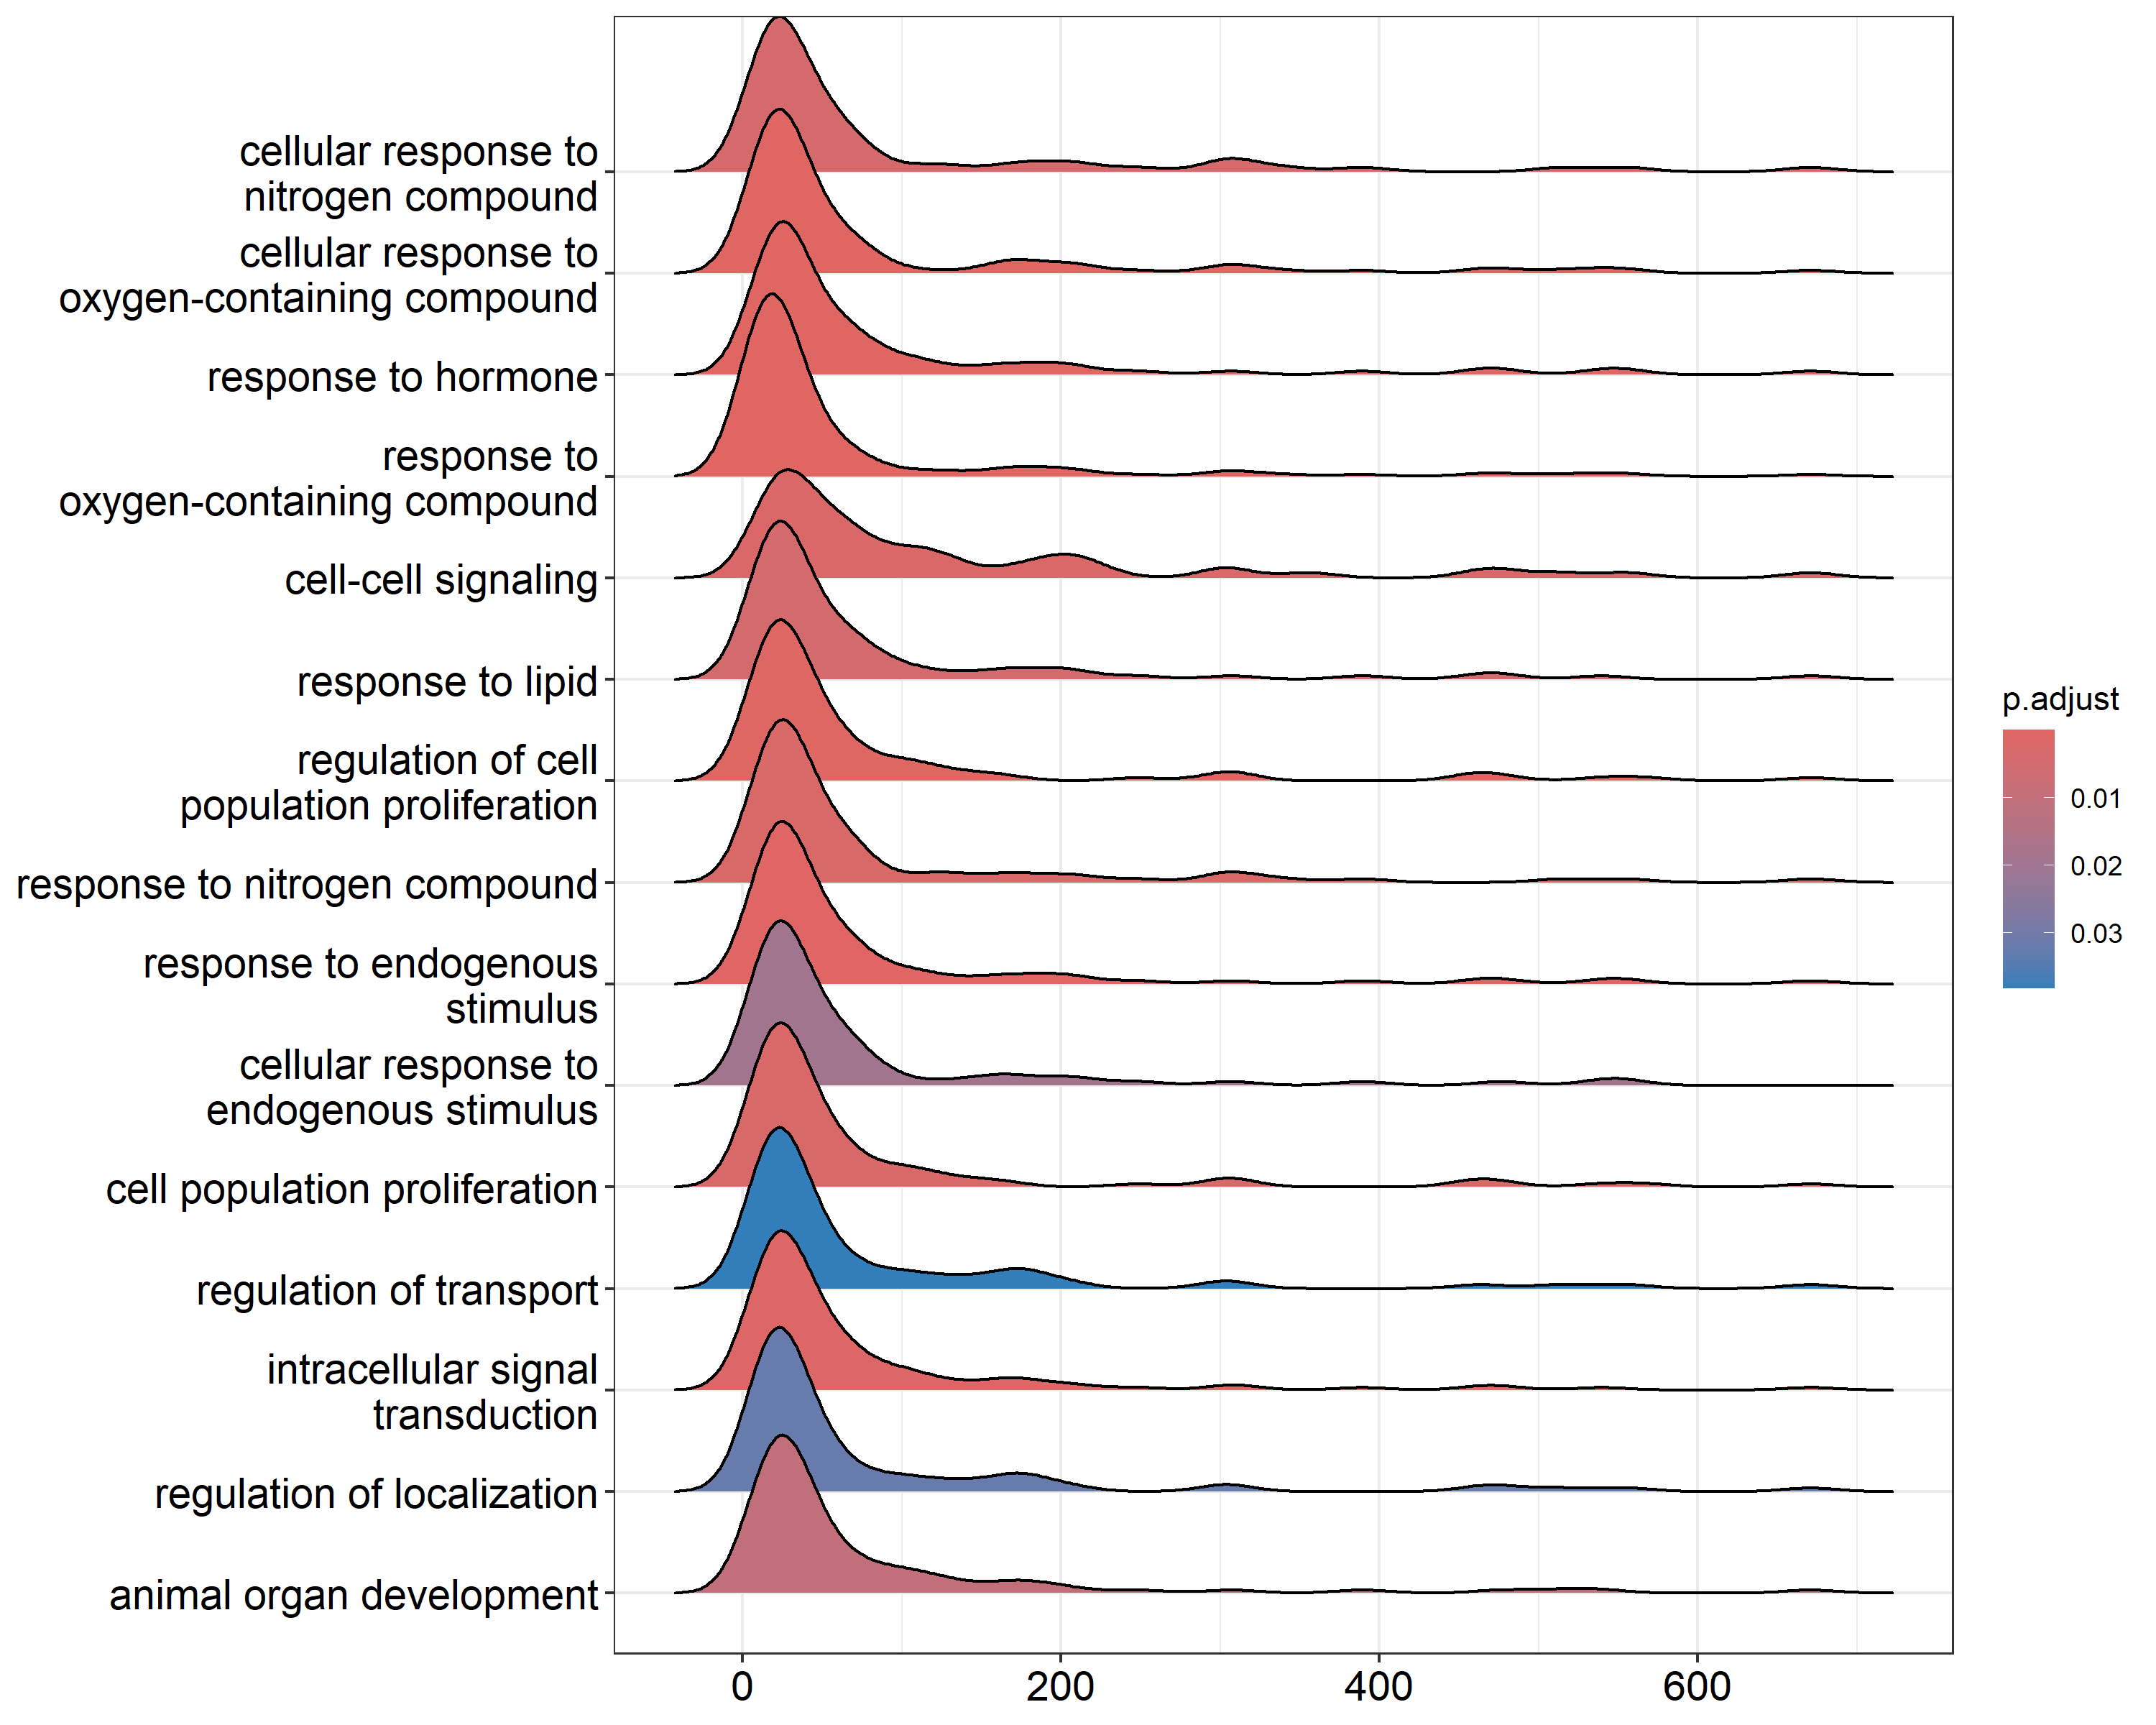 cellular response to
nitrogen compound
cellular response to
oxygen-containing compound
response to hormone
response to
oxygen-containing compound
cell-cell signaling
response to lipid
regulation of cell
population proliferation
response to nitrogen compound
response to endogenous
stimulus
cellular response to
endogenous stimulus
cell population proliferation
regulation of transport
intracellular signal
transduction
regulation of localization
animal organ development
0
200
400
600
p.adjust
0.01
0.02
0.03